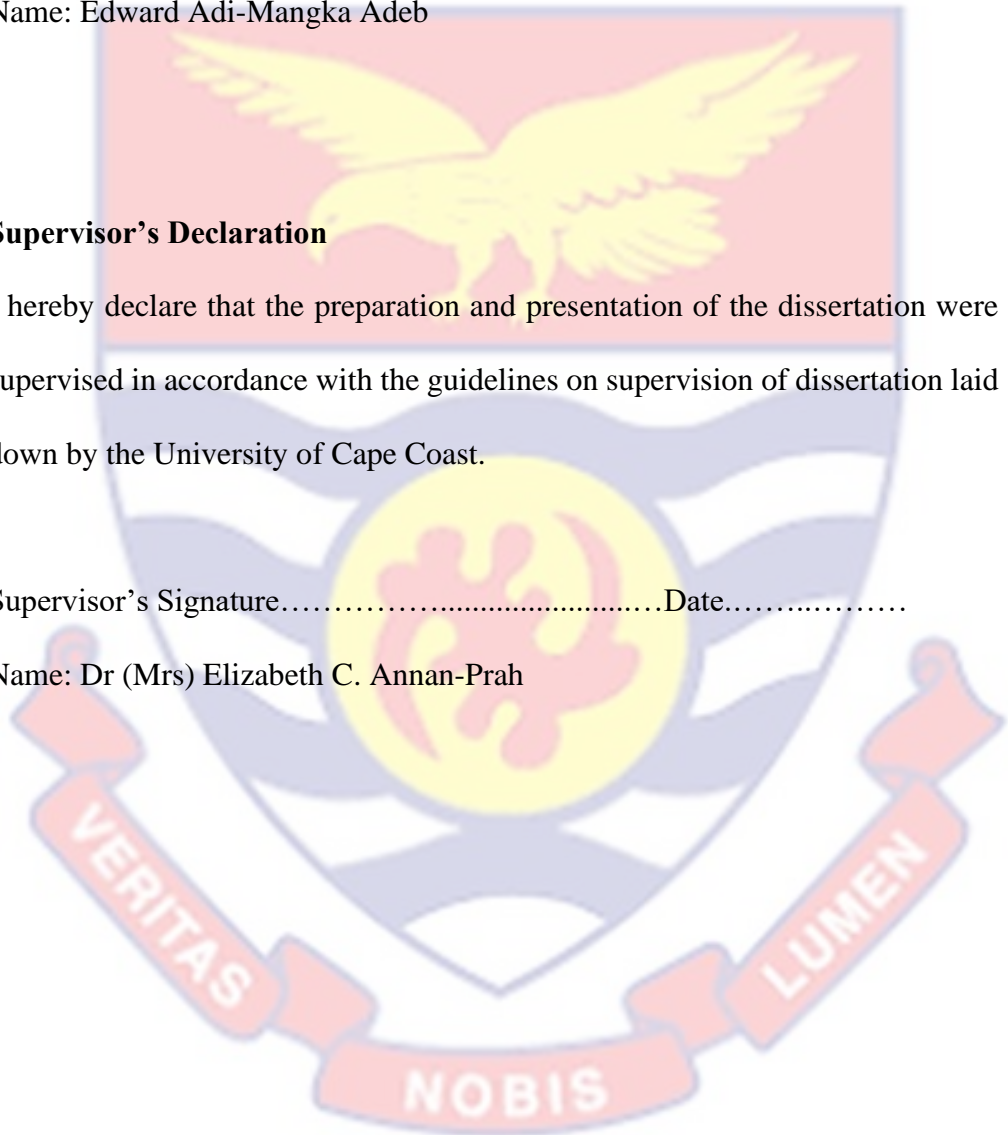 Name: Edward Adi-Mangka Adeb
Supervisor’s Declaration
hereby declare that the preparation and presentation of the dissertation were
supervised in accordance with the guidelines on supervision of dissertation laid
down by the University of Cape Coast.
Supervisor’s Signature……………............................…Date……...………
Name: Dr (Mrs) Elizabeth C. Annan-Prah
VERITAS
NOBIS
LUMEN